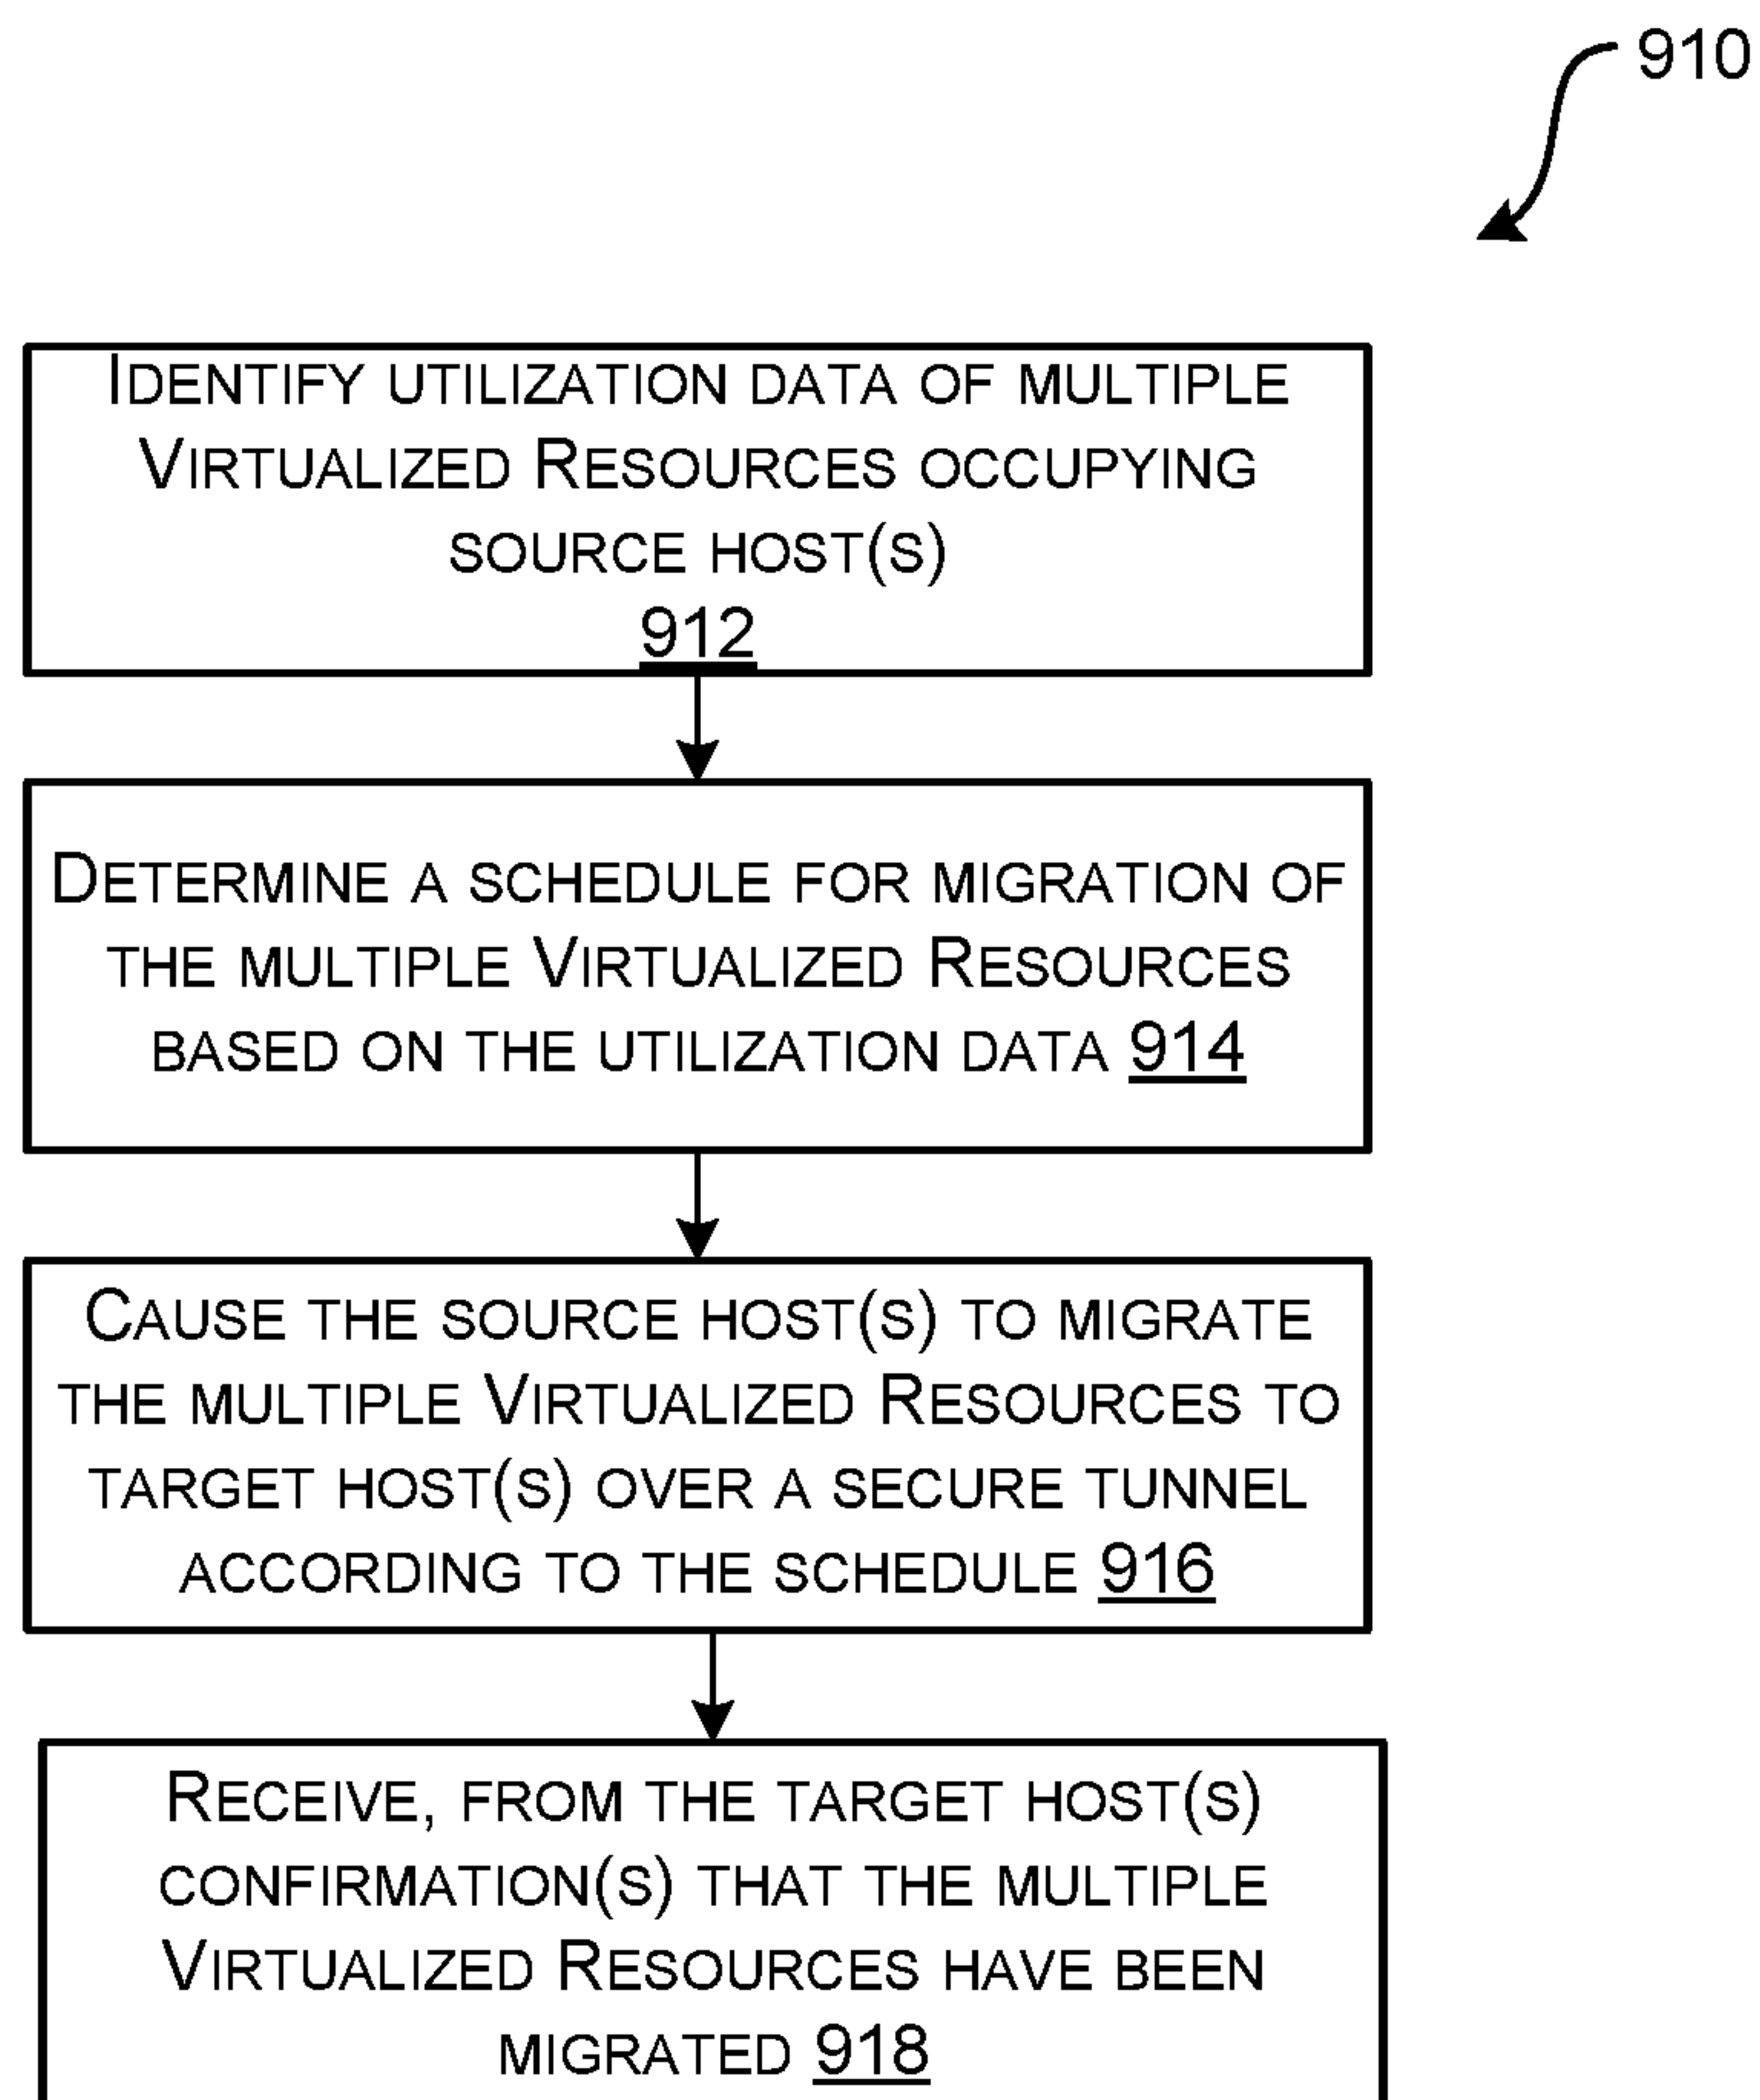 910
Identify utilization data of multiple
Virtualized Resources occupying
source host(s)
912
Determine a schedule for migration of
the multiple Virtualized Resources
based on the utilization data 914
Cause the source host(s) to migrate
the multiple Virtualized Resources to
target host(s) over a secure tunnel
according to the schedule 916
Receive, from the target host(s)
confirmation(s) that the multiple
Virtualized Resources have been
migrated 918